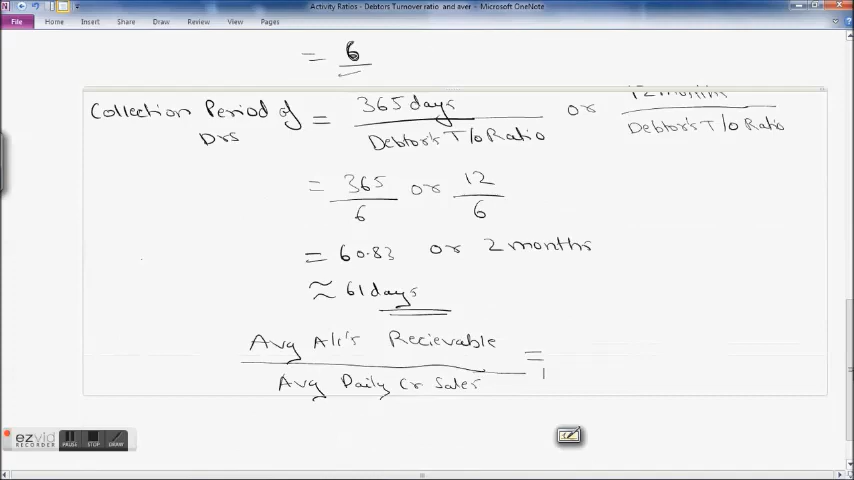 Activity Ratios - Debtors Turnover ratio and aver - Microsoft OneNote
File Home Insert Share Draw Review View Pages
= 6
Collection Period of Drs = 365 days / Debtor's T/o Ratio or 12 months / Debtor's T/o Ratio
= 365 / 6 or 12 / 6
= 60.83 or 2 months
≈ 61 days
Avg A/c's Recievable / Avg Daily Cr Sales =
ezvid
RECORDER
PAUSE STOP DRAW